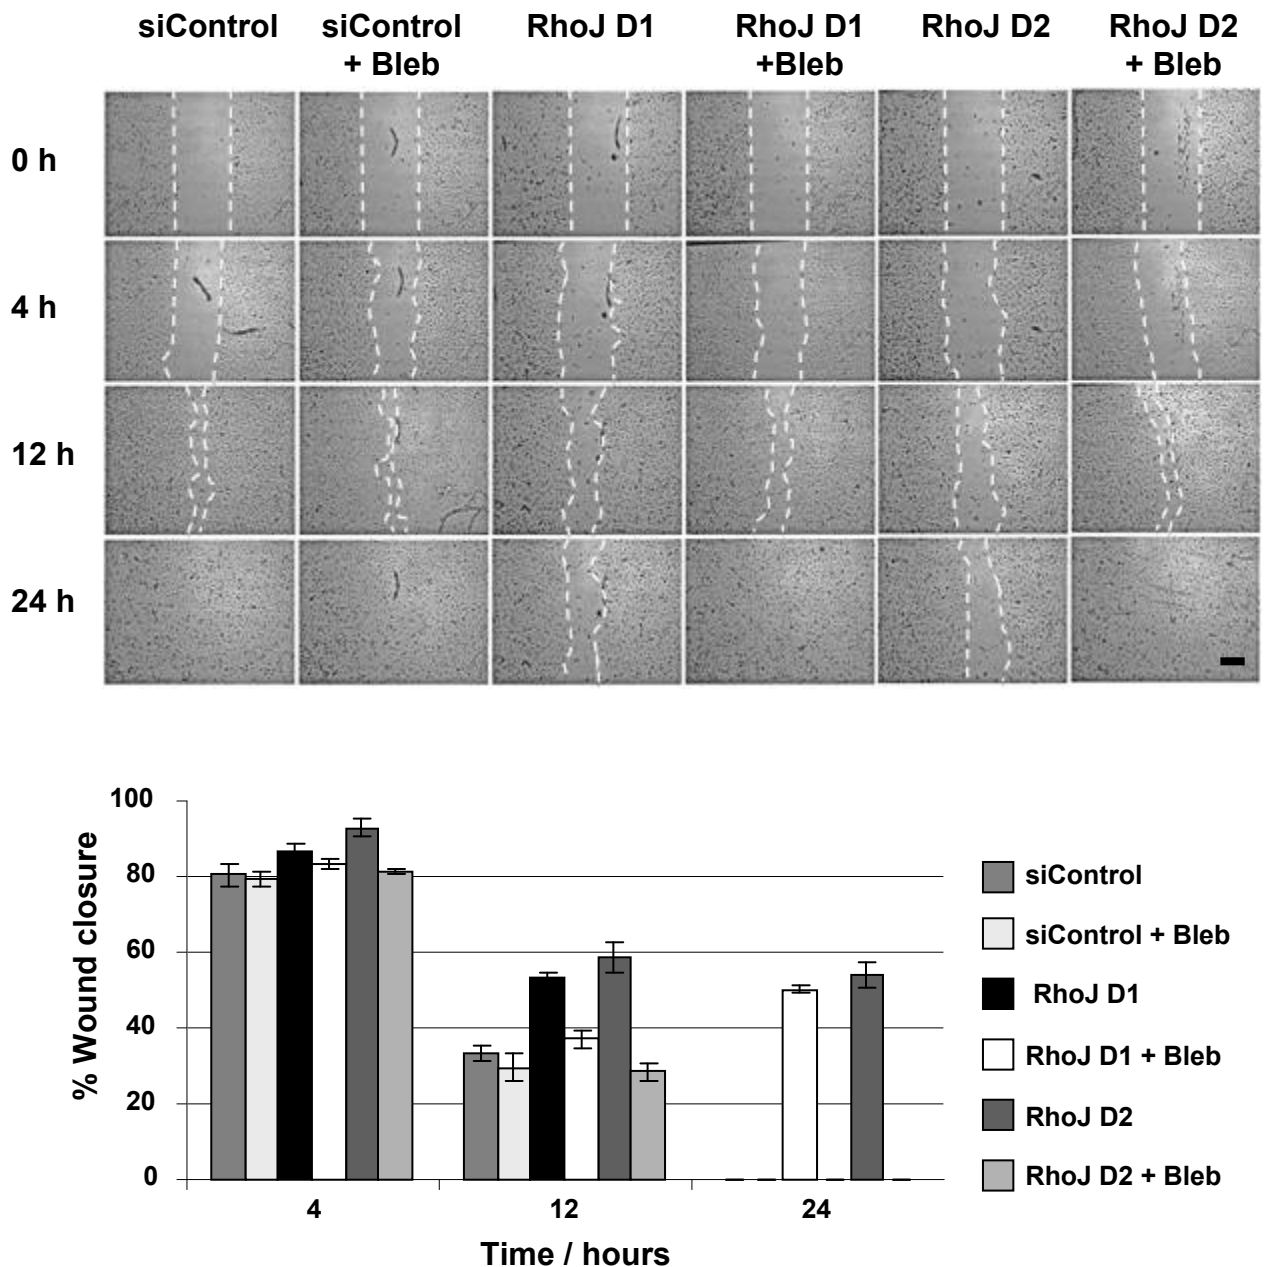 siControl
siControl
+ Bleb
RhoJ D1
RhoJ D1
+Bleb
RhoJ D2
RhoJ D2
+ Bleb
0 h
4 h
12 h
24 h
% Wound closure
100
80
60
40
20
0
4
12
24
Time / hours
siControl
siControl + Bleb
RhoJ D1
RhoJ D1 + Bleb
RhoJ D2
RhoJ D2 + Bleb